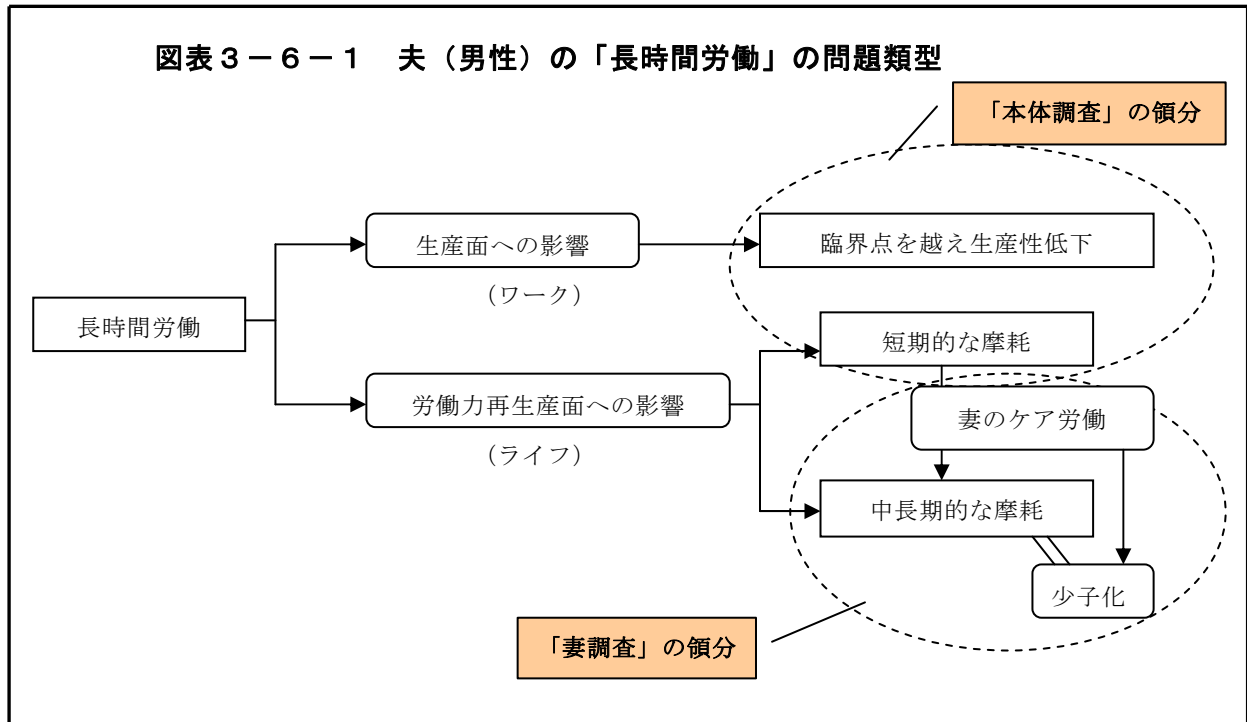 図表３－６－１　夫（男性）の「長時間労働」の問題類型
「本体調査」の領分
生産面への影響
臨界点を越え生産性低下
（ワーク）
長時間労働
短期的な摩耗
労働力再生産面への影響
妻のケア労働
（ライフ）
中長期的な摩耗
少子化
「妻調査」の領分